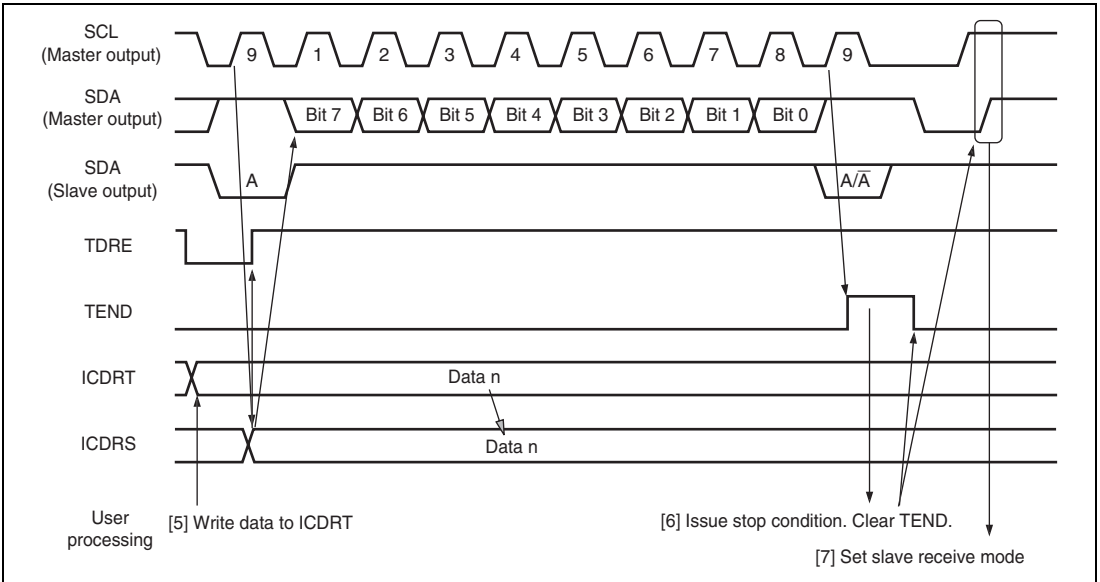 SCL
(Master output)
9 1 2 3 4 5 6 7 8 9
SDA
(Master output)
Bit 7 Bit 6 Bit 5 Bit 4 Bit 3 Bit 2 Bit 1 Bit 0
SDA
(Slave output)
A A/A̅
TDRE
TEND
ICDRT
Data n
ICDRS
Data n
User
processing
[5] Write data to ICDRT
[6] Issue stop condition. Clear TEND.
[7] Set slave receive mode